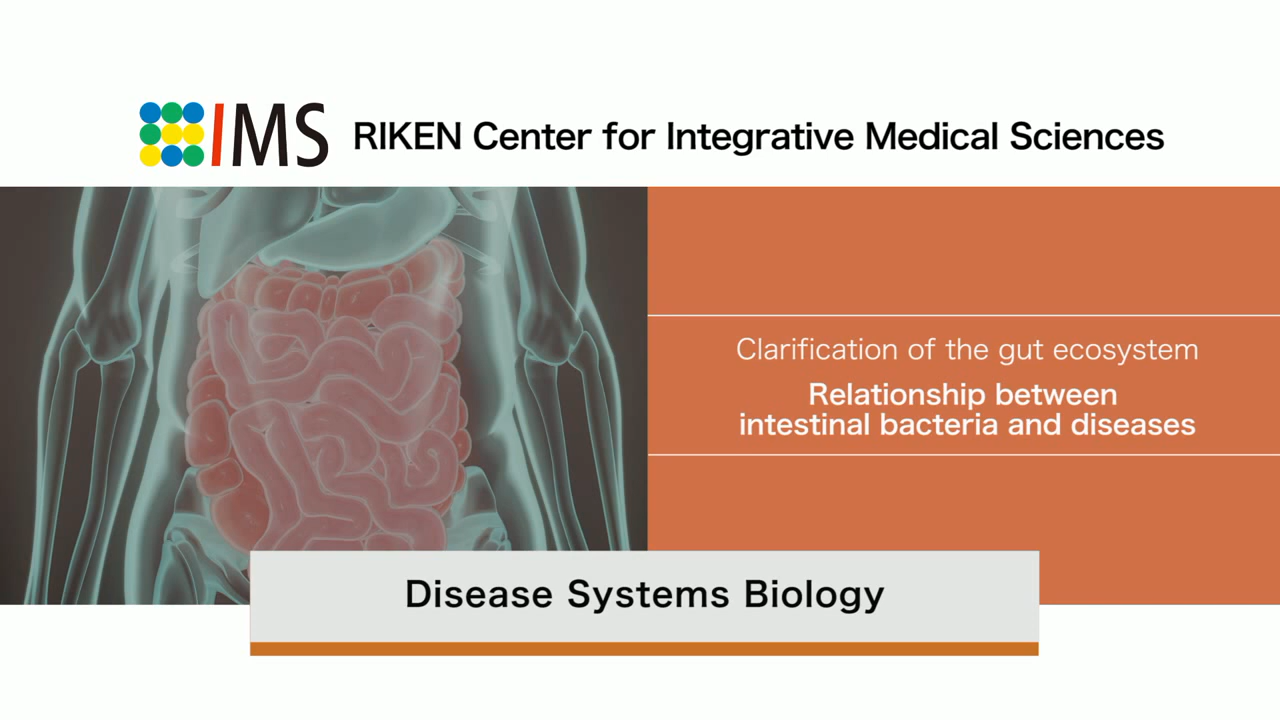 IMS RIKEN Center for Integrative Medical Sciences
Clarification of the gut ecosystem
Relationship between
intestinal bacteria and diseases
Disease Systems Biology